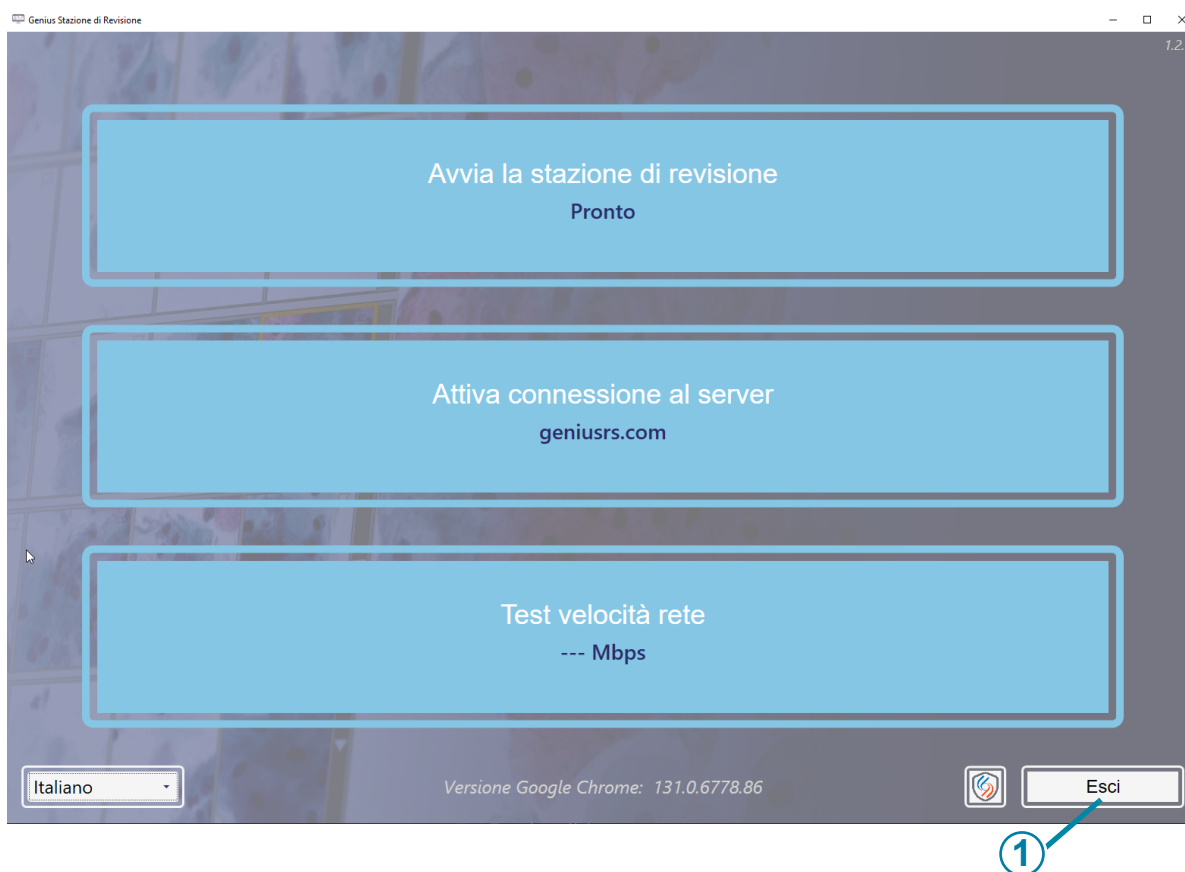 Genius Stazione di Revisione
1.2.
Avvia la stazione di revisione
Pronto
Attiva connessione al server
geniusrs.com
Test velocità rete
--- Mbps
Italiano
Versione Google Chrome: 131.0.6778.86
Esci
1